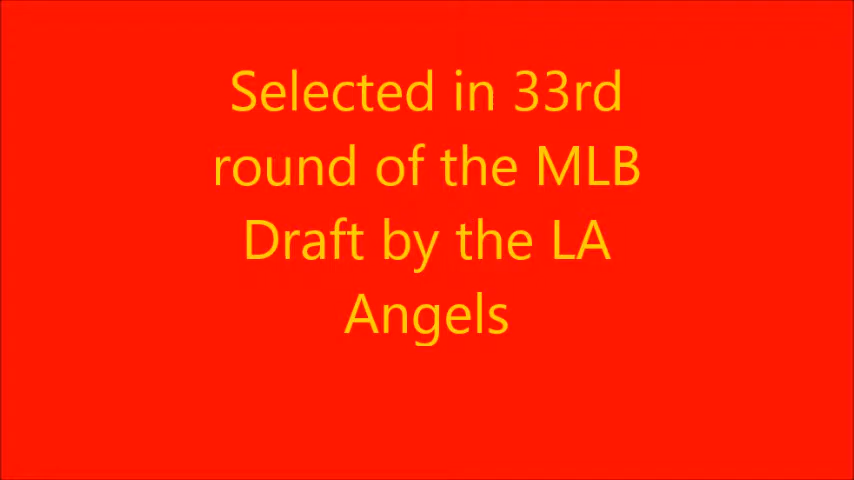 Selected in 33rd
round of the MLB
Draft by the LA
Angels